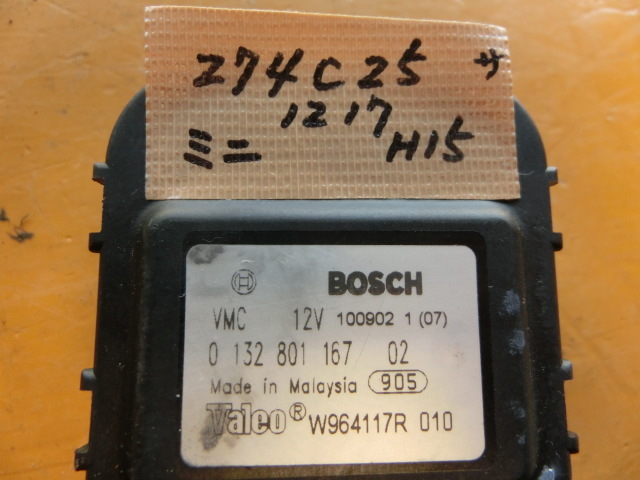 Z74C25 サ
1217
ミニ H15
BOSCH
VMC 12V 100902 1 (07)
0 132 801 167 02
Made in Malaysia 905
Valeo® W964117R 010